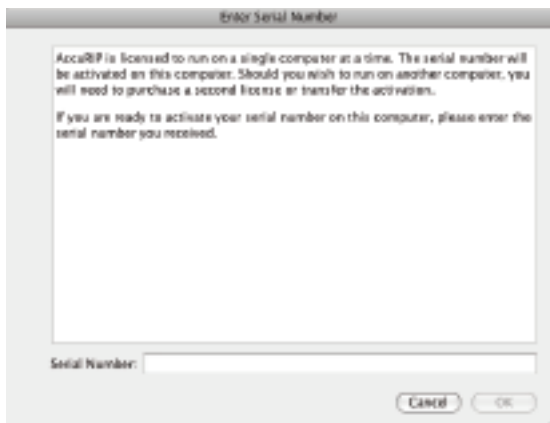 Enter Serial Number
AccuRIP is licensed to run on a single computer at a time. The serial number will
be activated on this computer. Should you wish to run on another computer, you
will need to purchase a second license or transfer the activation.
If you are ready to activate your serial number on this computer, please enter the
serial number you received.
Serial Number:
Cancel OK